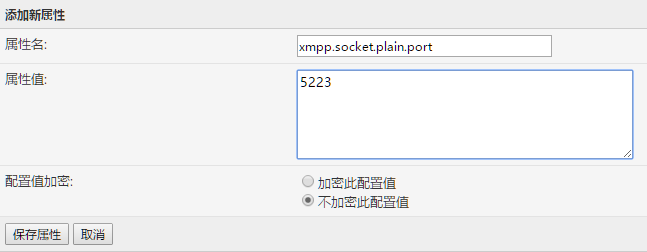 添加新属性
属性名: xmpp.socket.plain.port
属性值: 5223
配置值加密: 加密此配置值
不加密此配置值
保存属性 取消